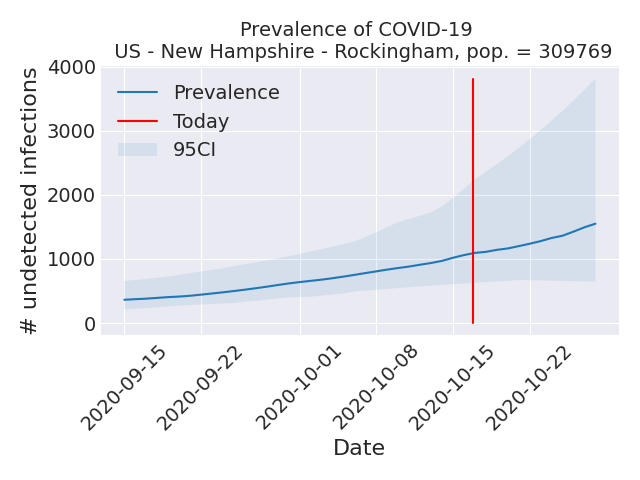 Prevalence of COVID-19
US - New Hampshire - Rockingham, pop. = 309769
4000
3000
2000
1000
0
# undetected infections
Prevalence
Today
95CI
2020-09-15
2020-09-22
2020-10-01
2020-10-08
2020-10-15
2020-10-22
Date